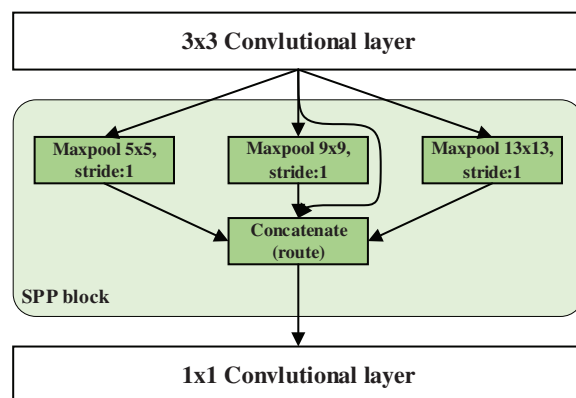 3x3 Convlutional layer
Maxpool 5x5,
stride:1
Maxpool 9x9,
stride:1
Maxpool 13x13,
stride:1
Concatenate
(route)
SPP block
1x1 Convlutional layer